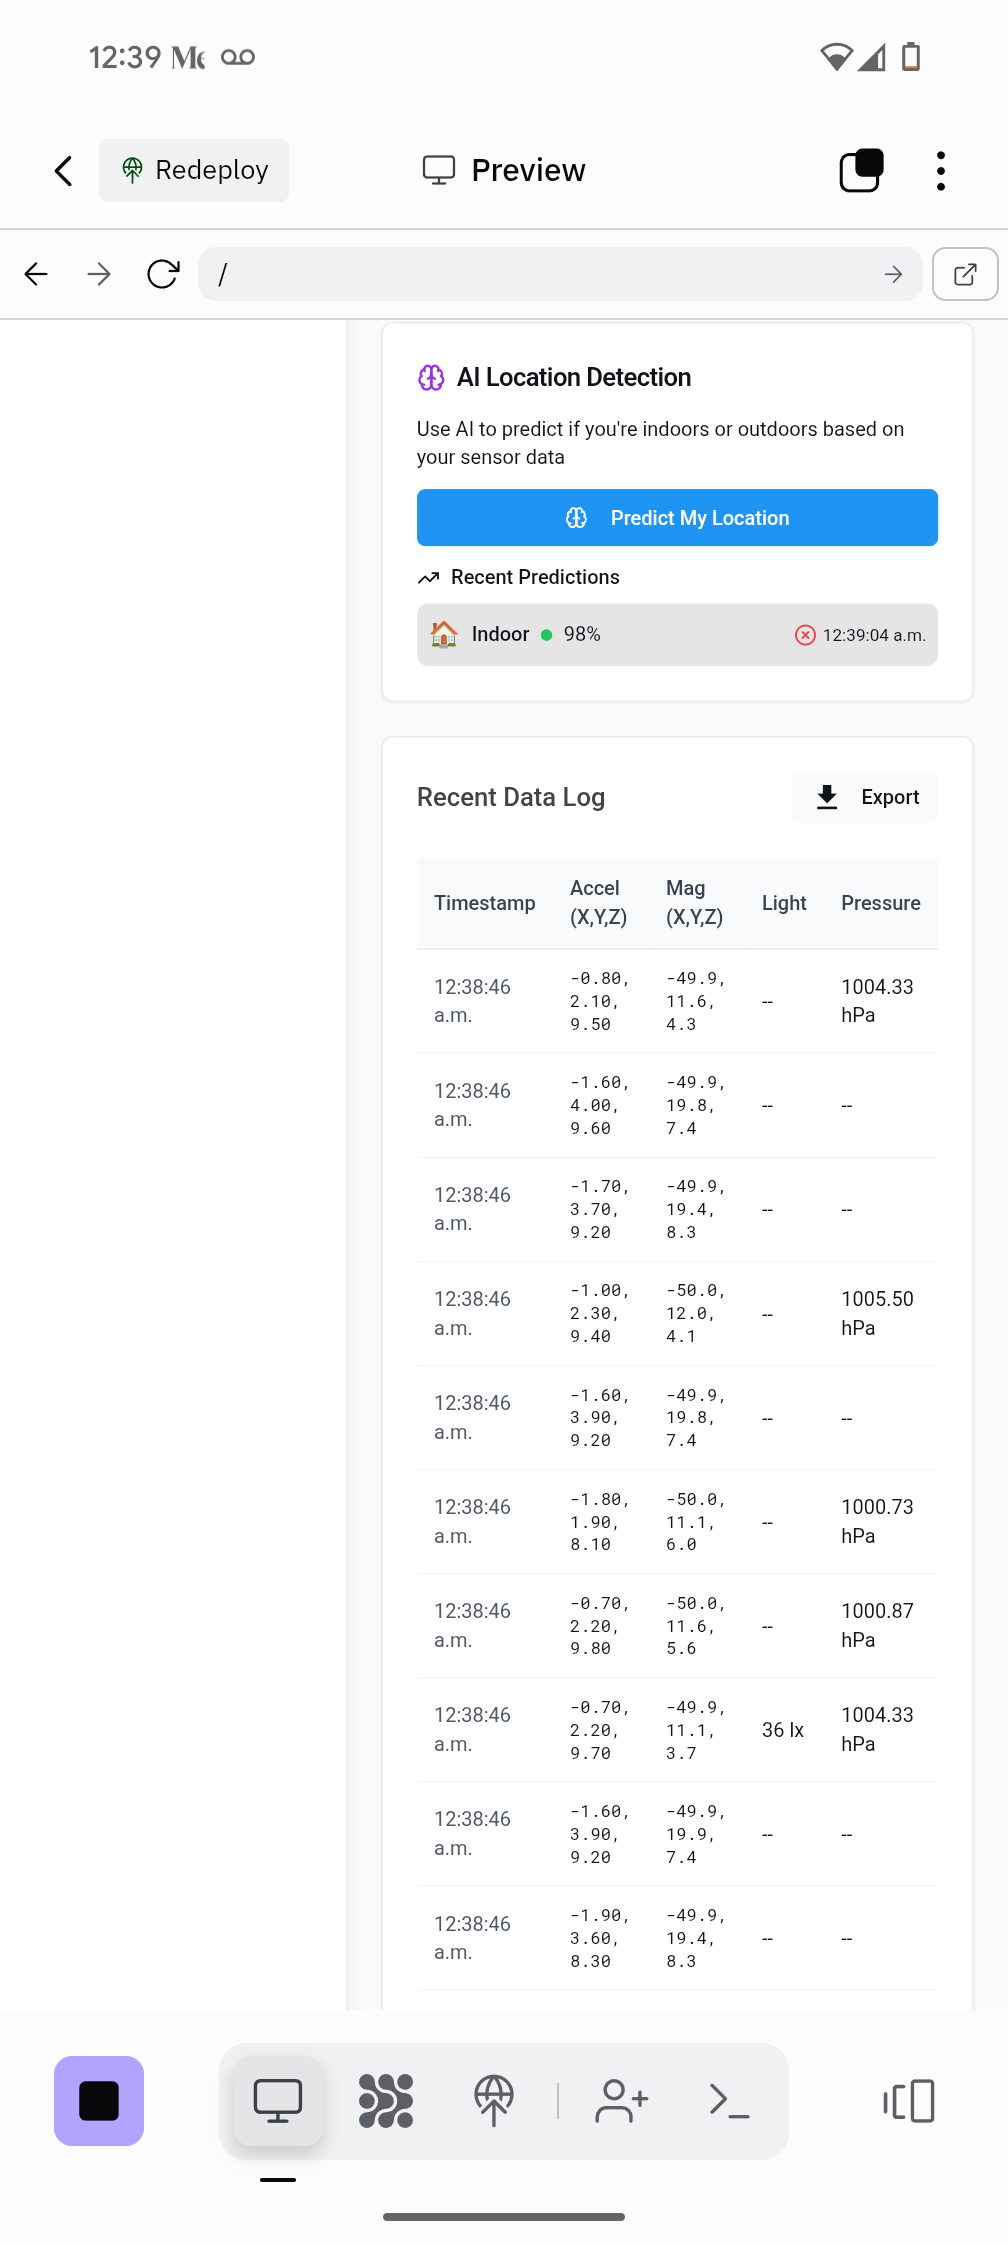 12:39
Redeploy
Preview
/
AI Location Detection
Use AI to predict if you're indoors or outdoors based on
your sensor data
Predict My Location
Recent Predictions
Indoor 98% 12:39:04 a.m.
Recent Data Log
Export
Timestamp Accel (X,Y,Z) Mag (X,Y,Z) Light Pressure
12:38:46 a.m. -0.80, 2.10, 9.50 -49.9, 11.6, 4.3 -- 1004.33 hPa
12:38:46 a.m. -1.60, 4.00, 9.60 -49.9, 19.8, 7.4 -- --
12:38:46 a.m. -1.70, 3.70, 9.20 -49.9, 19.4, 8.3 -- --
12:38:46 a.m. -1.00, 2.30, 9.40 -50.0, 12.0, 4.1 -- 1005.50 hPa
12:38:46 a.m. -1.60, 3.90, 9.20 -49.9, 19.8, 7.4 -- --
12:38:46 a.m. -1.80, 1.90, 8.10 -50.0, 11.1, 6.0 -- 1000.73 hPa
12:38:46 a.m. -0.70, 2.20, 9.80 -50.0, 11.6, 5.6 -- 1000.87 hPa
12:38:46 a.m. -0.70, 2.20, 9.70 -49.9, 11.1, 3.7 36 lx 1004.33 hPa
12:38:46 a.m. -1.60, 3.90, 9.20 -49.9, 19.9, 7.4 -- --
12:38:46 a.m. -1.90, 3.60, 8.30 -49.9, 19.4, 8.3 -- --